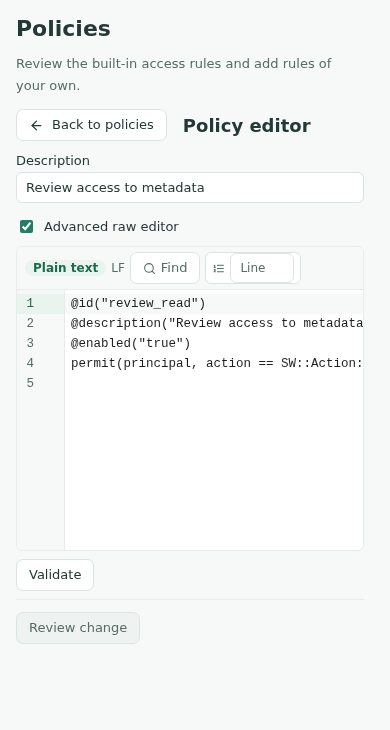 Policies
Review the built-in access rules and add rules of
your own.
Back to policies
Policy editor
Description
Review access to metadata
Advanced raw editor
Plain text LF Find Line
1 @id("review_read")
2 @description("Review access to metadata
3 @enabled("true")
4 permit(principal, action == SW::Action:
5
Validate
Review change